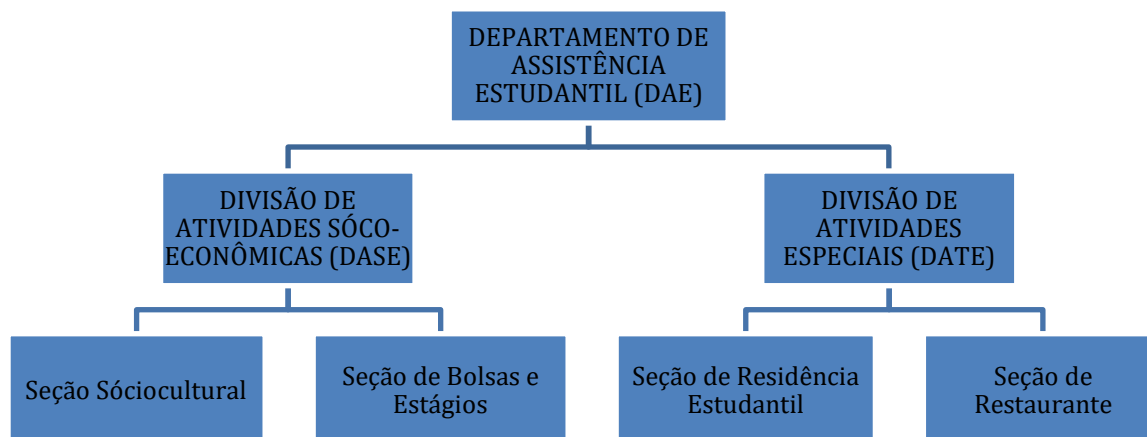 DEPARTAMENTO DE
ASSISTÊNCIA
ESTUDANTIL (DAE)
DIVISÃO DE
ATIVIDADES SÓCO-
ECONÔMICAS (DASE)
DIVISÃO DE
ATIVIDADES
ESPECIAIS (DATE)
Seção Sóciocultural
Seção de Bolsas e
Estágios
Seção de Residência
Estudantil
Seção de
Restaurante